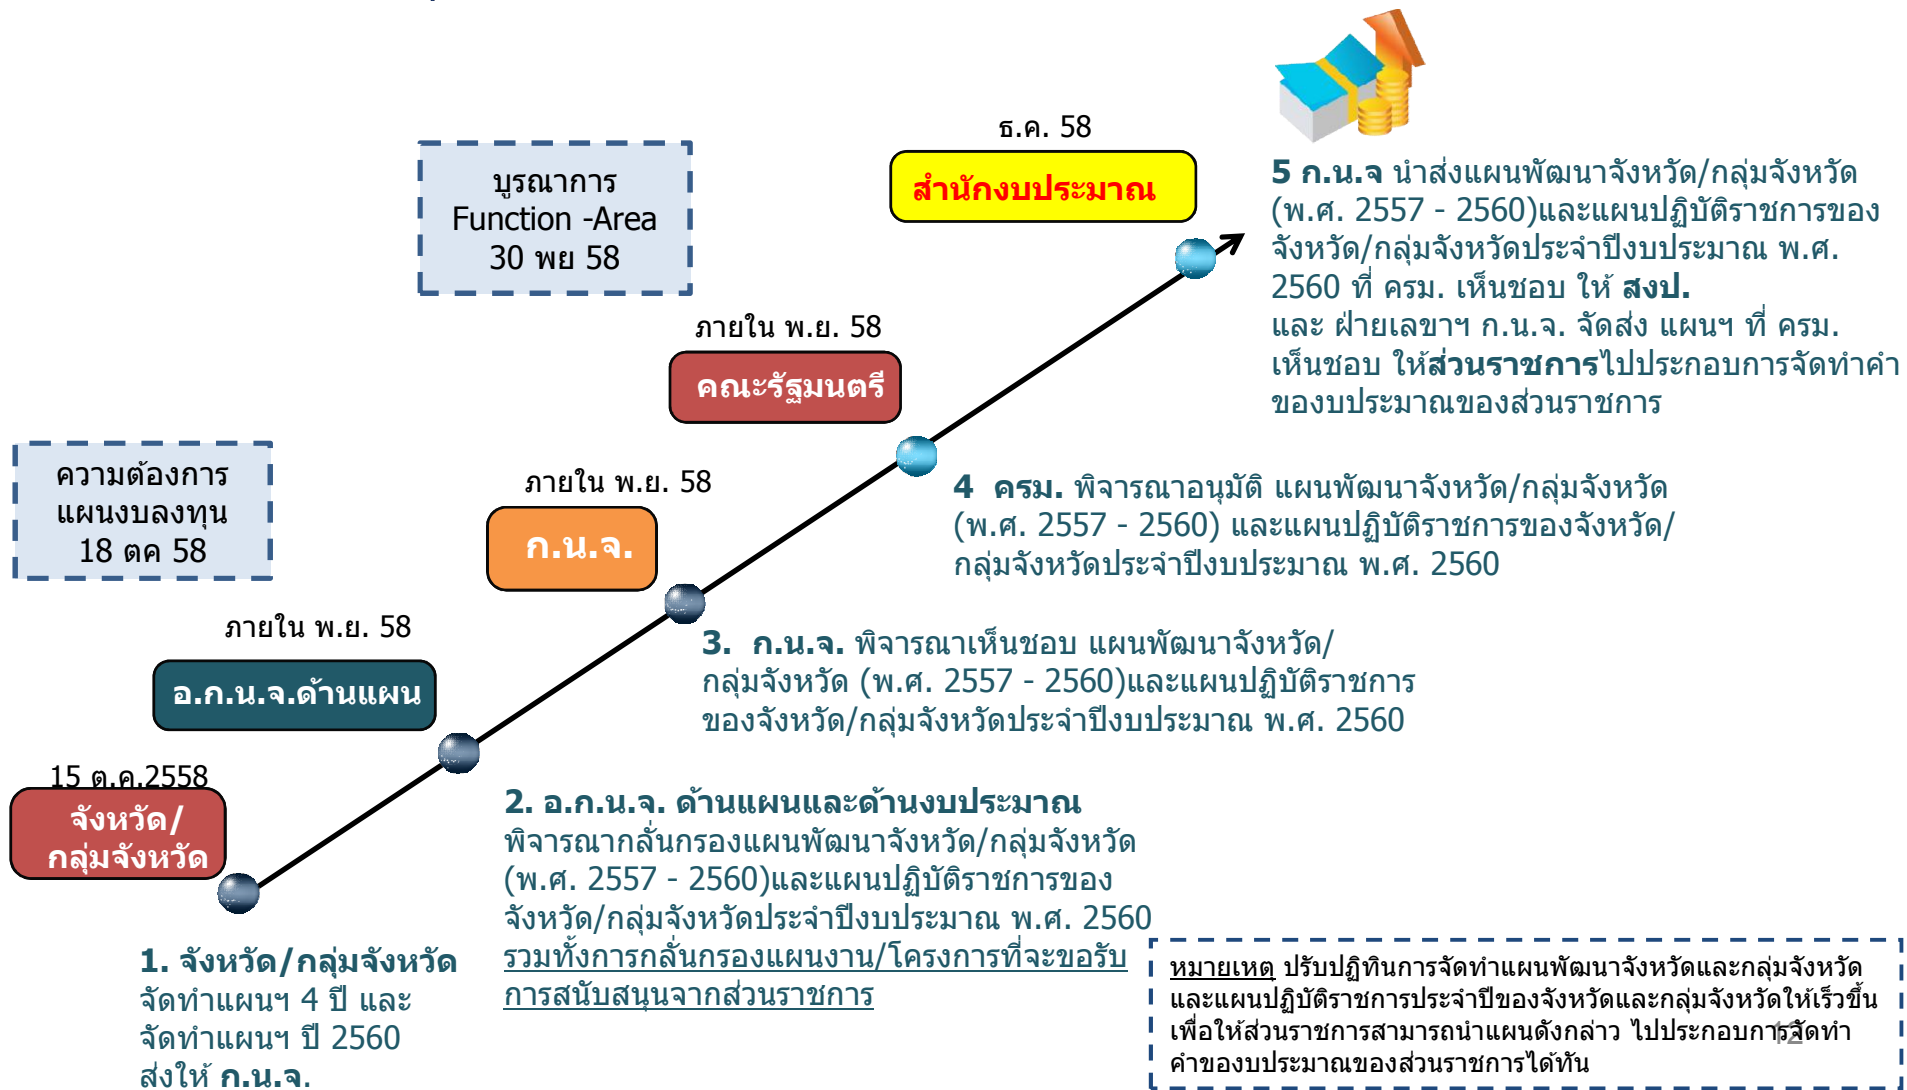 ธ.ค. 58
สำนักงบประมาณ
บูรณาการ
Function -Area
30 พย 58
5 ก.น.จ นำส่งแผนพัฒนาจังหวัด/กลุ่มจังหวัด
(พ.ศ. 2557 - 2560)และแผนปฏิบัติราชการของ
จังหวัด/กลุ่มจังหวัดประจำปีงบประมาณ พ.ศ.
2560 ที่ ครม. เห็นชอบ ให้ สงป.
และ ฝ่ายเลขาฯ ก.น.จ. จัดส่ง แผนฯ ที่ ครม.
เห็นชอบ ให้ส่วนราชการไปประกอบการจัดทำคำ
ของบประมาณของส่วนราชการ
ภายใน พ.ย. 58
คณะรัฐมนตรี
ความต้องการ
แผนงบลงทุน
18 ตค 58
4 ครม. พิจารณาอนุมัติ แผนพัฒนาจังหวัด/กลุ่มจังหวัด
(พ.ศ. 2557 - 2560) และแผนปฏิบัติราชการของจังหวัด/
กลุ่มจังหวัดประจำปีงบประมาณ พ.ศ. 2560
ภายใน พ.ย. 58
ก.น.จ.
3. ก.น.จ. พิจารณาเห็นชอบ แผนพัฒนาจังหวัด/
กลุ่มจังหวัด (พ.ศ. 2557 - 2560)และแผนปฏิบัติราชการ
ของจังหวัด/กลุ่มจังหวัดประจำปีงบประมาณ พ.ศ. 2560
ภายใน พ.ย. 58
อ.ก.น.จ.ด้านแผน
2. อ.ก.น.จ. ด้านแผนและด้านงบประมาณ
พิจารณากลั่นกรองแผนพัฒนาจังหวัด/กลุ่มจังหวัด
(พ.ศ. 2557 - 2560)และแผนปฏิบัติราชการของ
จังหวัด/กลุ่มจังหวัดประจำปีงบประมาณ พ.ศ. 2560
รวมทั้งการกลั่นกรองแผนงาน/โครงการที่จะขอรับ
การสนับสนุนจากส่วนราชการ
15 ต.ค.2558
จังหวัด/
กลุ่มจังหวัด
1. จังหวัด/กลุ่มจังหวัด
จัดทำแผนฯ 4 ปี และ
จัดทำแผนฯ ปี 2560
ส่งให้ ก.น.จ.
หมายเหตุ ปรับปฏิทินการจัดทำแผนพัฒนาจังหวัดและกลุ่มจังหวัด
และแผนปฏิบัติราชการประจำปีของจังหวัดและกลุ่มจังหวัดให้เร็วขึ้น
เพื่อให้ส่วนราชการสามารถนำแผนดังกล่าว ไปประกอบการจัดทำ
คำของบประมาณของส่วนราชการได้ทัน
12